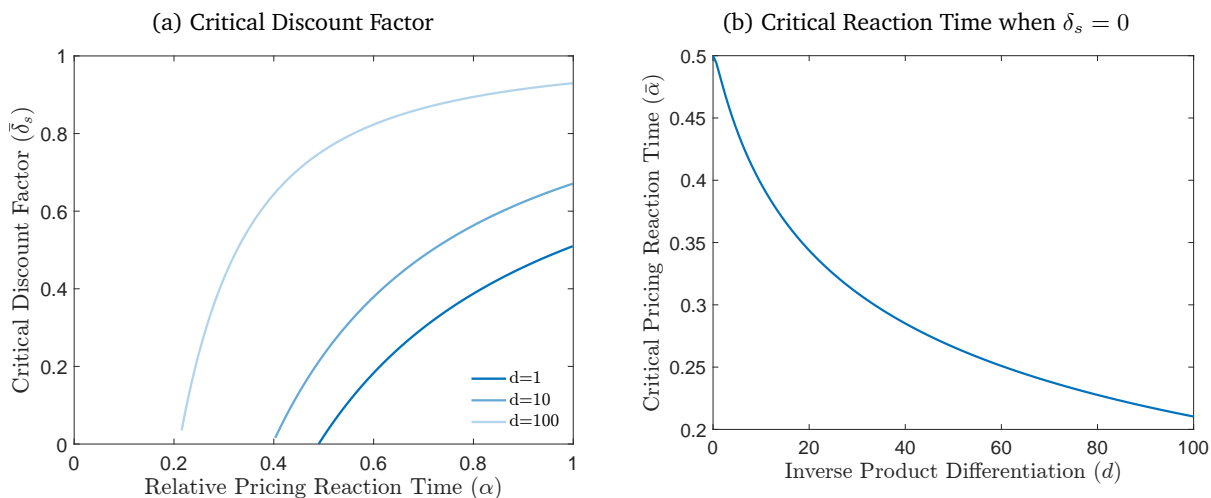 (a) Critical Discount Factor
1
0.8
0.6
0.4
0.2
0
Critical Discount Factor (δ̄ₛ)
d=1
d=10
d=100
0 0.2 0.4 0.6 0.8 1
Relative Pricing Reaction Time (α)
(b) Critical Reaction Time when δₛ = 0
0.5
0.45
0.4
0.35
0.3
0.25
0.2
Critical Pricing Reaction Time (ᾱ)
0 20 40 60 80 100
Inverse Product Differentiation (d)